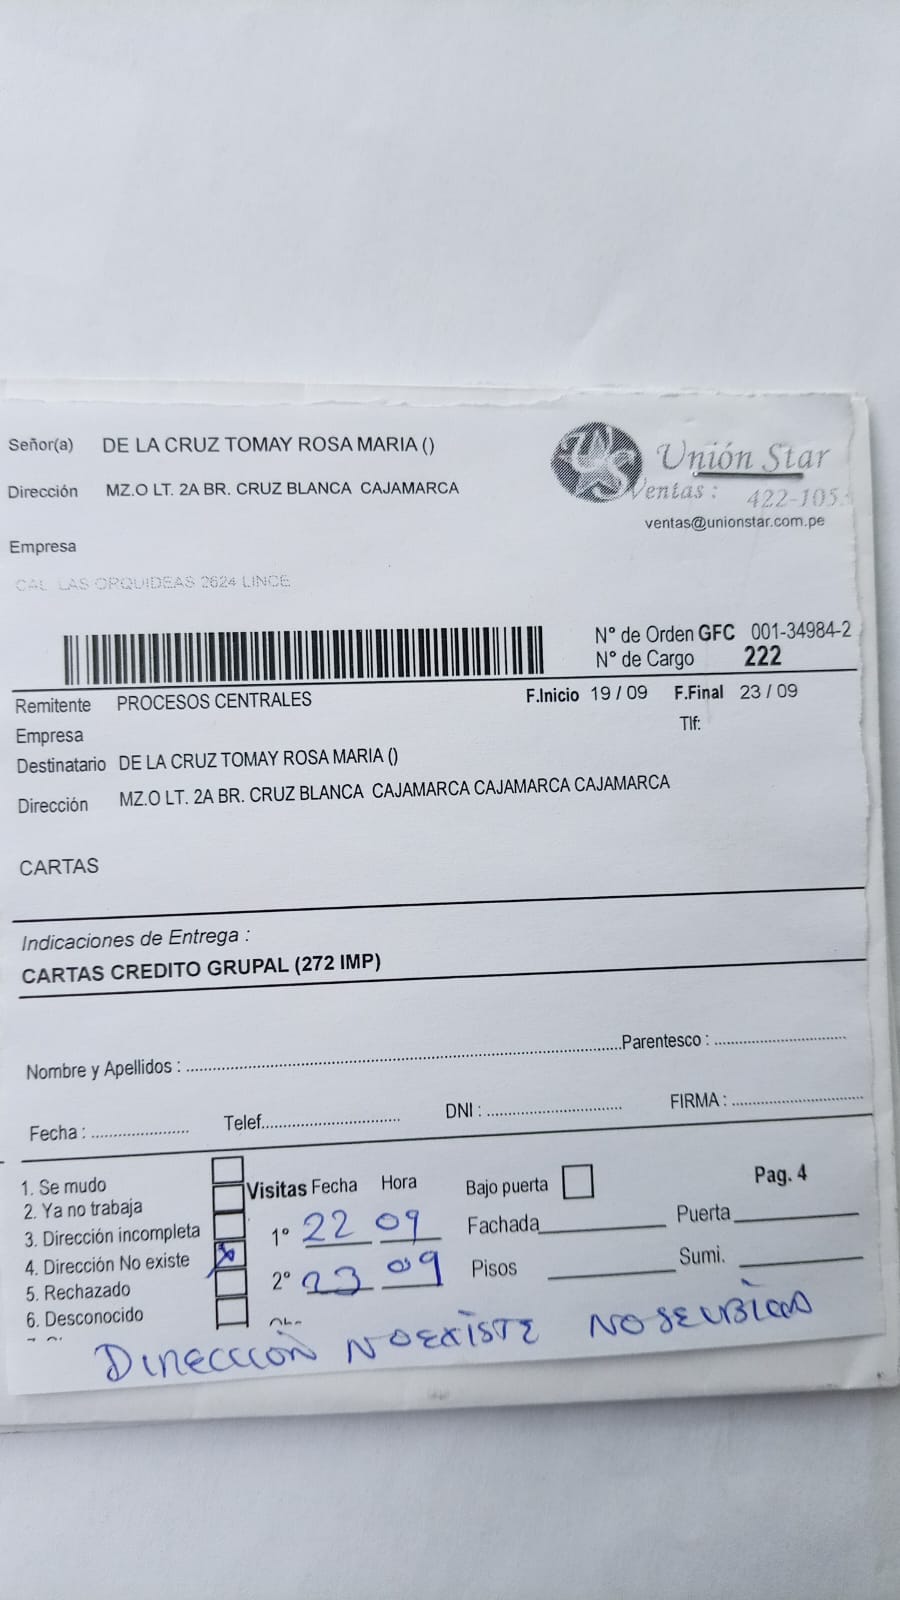 Señor(a) DE LA CRUZ TOMAY ROSA MARIA ()
Dirección MZ.O LT. 2A BR. CRUZ BLANCA CAJAMARCA
Unión Star
Ventas : 422-105
ventas@unionstar.com.pe
Empresa
CAL LAS ORQUIDEAS 2624 LINCE
N° de Orden GFC 001-34984-2
N° de Cargo 222
Remitente PROCESOS CENTRALES F.Inicio 19 / 09 F.Final 23 / 09
Empresa Tlf:
Destinatario DE LA CRUZ TOMAY ROSA MARIA ()
Dirección MZ.O LT. 2A BR. CRUZ BLANCA CAJAMARCA CAJAMARCA CAJAMARCA
CARTAS
Indicaciones de Entrega :
CARTAS CREDITO GRUPAL (272 IMP)
Nombre y Apellidos : Parentesco :
Fecha : Telef. DNI : FIRMA :
1. Se mudo
2. Ya no trabaja
3. Dirección incompleta
4. Dirección No existe
5. Rechazado
6. Desconocido
Visitas Fecha Hora
1° 22 09
2° 23 09
Bajo puerta Pag. 4
Fachada Puerta
Pisos Sumi.
DIRECCCION NO EXISTE NO SE UBICAD